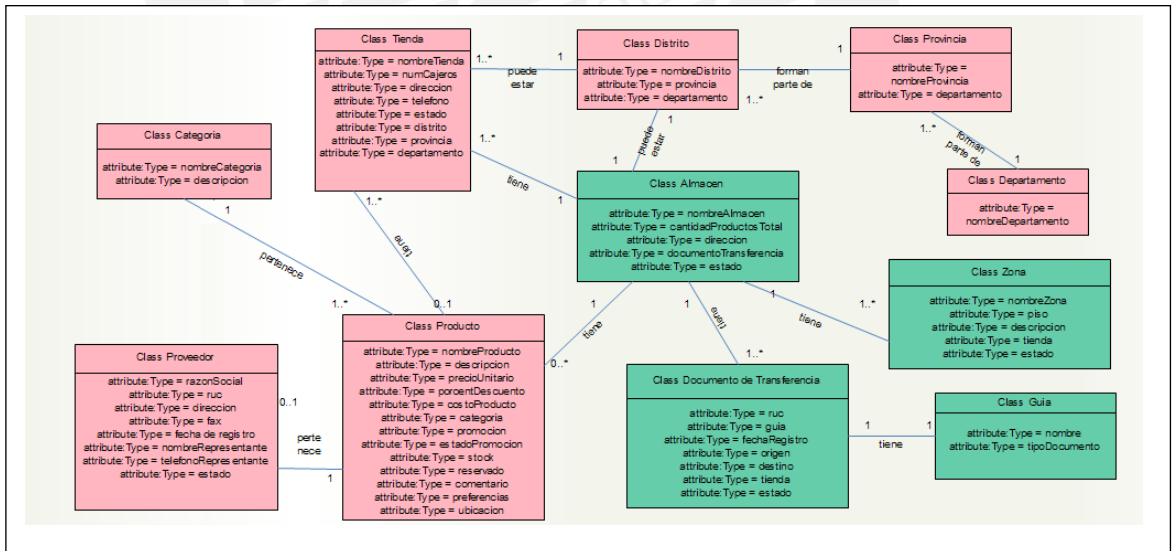 Class Tienda
attribute:Type = nombreTienda
attribute:Type = numCajeros
attribute:Type = direccion
attribute:Type = telefono
attribute:Type = estado
attribute:Type = distrito
attribute:Type = provincia
attribute:Type = departamento
1..*
puede
estar
1
Class Distrito
attribute:Type = nombreDistrito
attribute:Type = provincia
attribute:Type = departamento
1
forman
parte de
1..*
Class Provincia
attribute:Type =
nombreProvincia
attribute:Type = departamento
1..*
forman
parte de
1
Class Departamento
attribute:Type =
nombreDepartamento
Class Categoria
attribute:Type = nombreCategoria
attribute:Type = descripcion
1
pertenece
1..*
1..*
tiene
1
1
puede
estar
1
1..*
tiene
0..1
Class Almacen
attribute:Type = nombreAlmacen
attribute:Type = cantidadProductosTotal
attribute:Type = direccion
attribute:Type = documentoTransferencia
attribute:Type = estado
1
tiene
0..*
1
tiene
1..*
1
tiene
1..*
Class Zona
attribute:Type = nombreZona
attribute:Type = piso
attribute:Type = descripcion
attribute:Type = tienda
attribute:Type = estado
Class Producto
attribute:Type = nombreProducto
attribute:Type = descripcion
attribute:Type = precioUnitario
attribute:Type = porcentDescuento
attribute:Type = costoProducto
attribute:Type = categoria
attribute:Type = promocion
attribute:Type = estadoPromocion
attribute:Type = stock
attribute:Type = reservado
attribute:Type = comentario
attribute:Type = preferencias
attribute:Type = ubicacion
Class Proveedor
attribute:Type = razonSocial
attribute:Type = ruc
attribute:Type = direccion
attribute:Type = fax
attribute:Type = fecha de registro
attribute:Type = nombreRepresentante
attribute:Type = telefonoRepresentante
attribute:Type = estado
0..1
perte
nece
1
Class Documento de Transferencia
attribute:Type = ruc
attribute:Type = guia
attribute:Type = fechaRegistro
attribute:Type = origen
attribute:Type = destino
attribute:Type = tienda
attribute:Type = estado
1
tiene
1
Class Guia
attribute:Type = nombre
attribute:Type = tipoDocumento